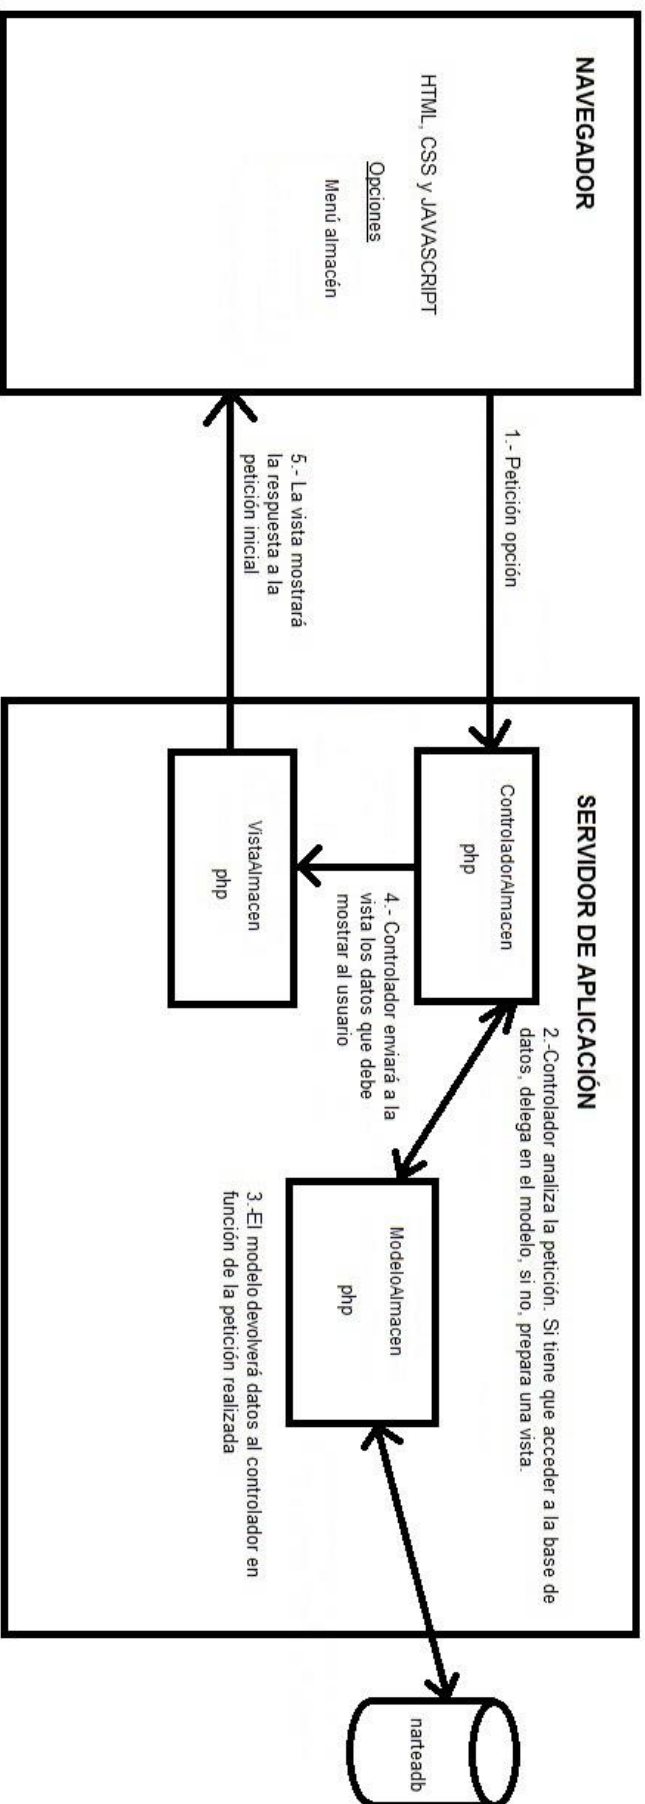 NAVEGADOR
HTML, CSS y JAVASCRIPT
Opciones
Menú almacén
1.- Petición opción
5.- La vista mostrará
la respuesta a la
petición inicial
SERVIDOR DE APLICACIÓN
ControladorAlmacen
php
2.-Controlador analiza la petición. Si tiene que acceder a la base de
datos, delega en el modelo, si no, prepara una vista.
4.- Controlador enviará a la
vista los datos que debe
mostrar al usuario
VistaAlmacen
php
ModeloAlmacen
php
3.-El modelo devolverá datos al controlador en
función de la petición realizada
narteadb